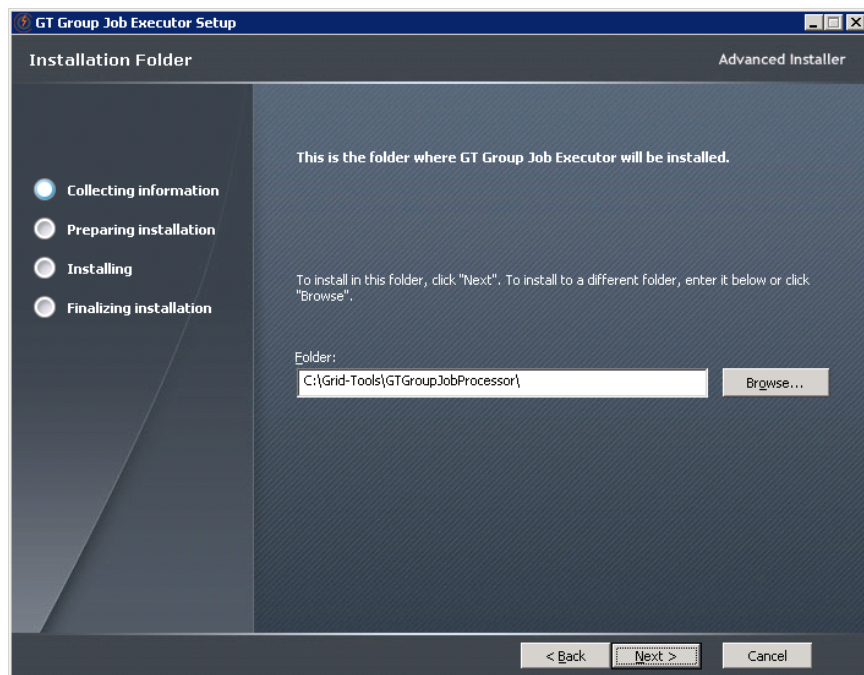 GT Group Job Executor Setup
Installation Folder
Advanced Installer
This is the folder where GT Group Job Executor will be installed.
Collecting information
Preparing installation
Installing
Finalizing installation
To install in this folder, click "Next". To install to a different folder, enter it below or click
"Browse".
Folder:
C:\Grid-Tools\GTGroupJobProcessor\
Browse...
< Back
Next >
Cancel